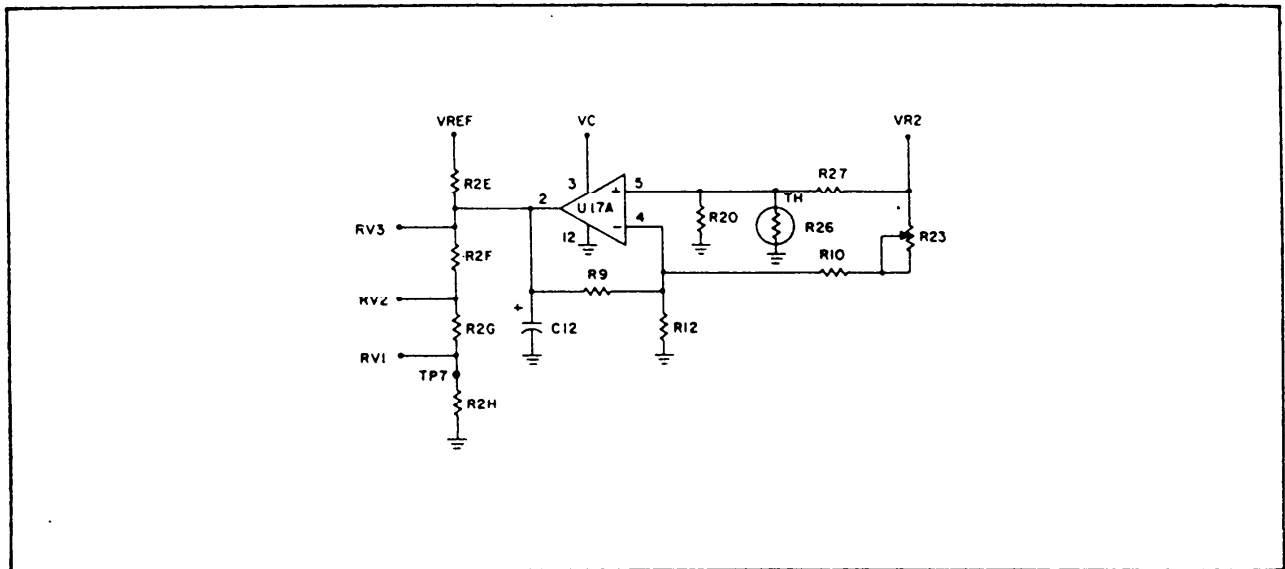 VREF
VC
VR2
R2E
3
+
5
R27
2
U17A
TH
R20
R26
4
R23
RV3
12
R2F
R10
R9
RV2
+
C12
R12
R2G
RV1
TP7
R2H